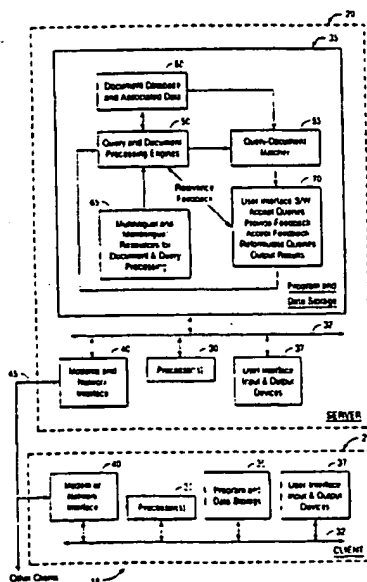 20
35
60
Document Database
and Associated Data
50
Query and Document
Processing Engines
55
Query-Document
Matcher
Relevance
Feedback
65
Multilingual and
Resources for
Document & Query
70
User Interface S/W
Accept Queries
Provide Feedback
Accept Feedback
Reformulate Queries
Output Results
Program and
Data Storage
32
45
40
Modems and
Network
Interface
30
Processor(s)
37
User Interface
Input & Output
Devices
SERVER
40
Modem or
Network
Interface
Processor(s)
Program and
Data Storage
37
User Interface
Input & Output
Devices
32
CLIENT
Other Clients